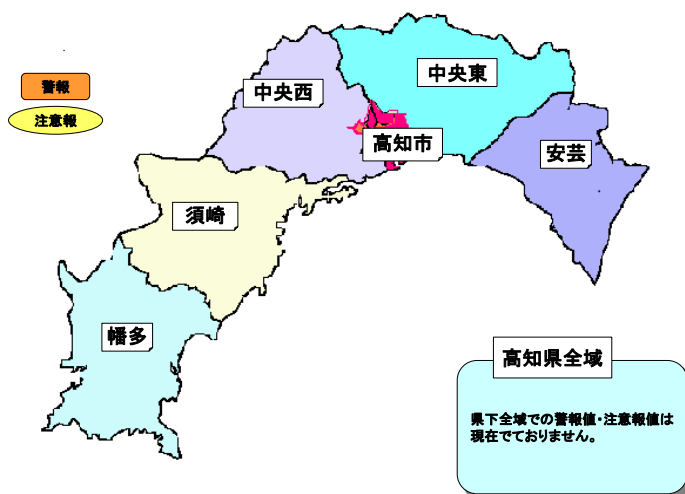 中央東
警報
中央西
注意報
高知市
安芸
須崎
幡多
高知県全域
県下全域での警報値・注意報値は
現在でておりません。